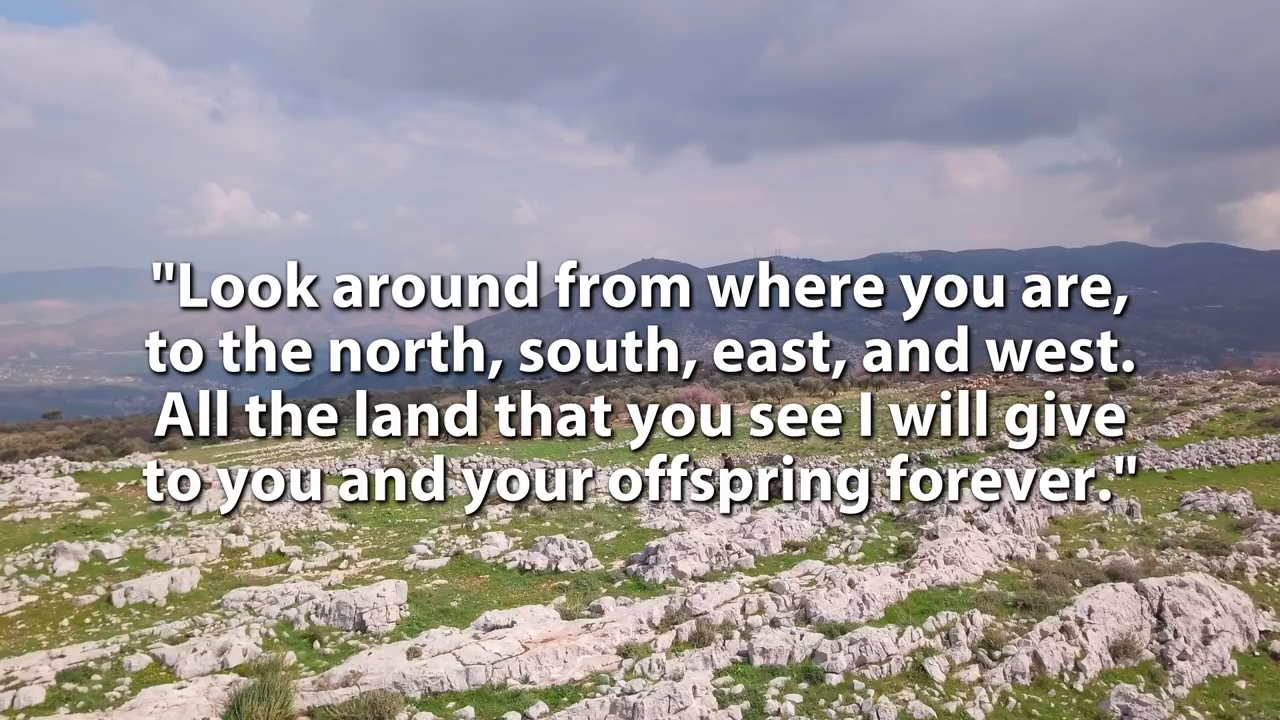 "Look around from where you are,
to the north, south, east, and west.
All the land that you see I will give
to you and your offspring forever."